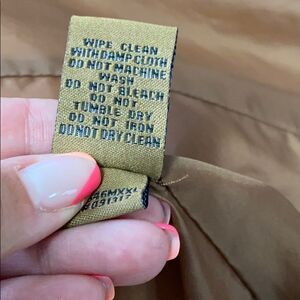 WIPE CLEAN
WITH DAMP CLOTH
DO NOT MACHINE
WASH
DO NOT BLEACH
DO NOT
TUMBLE DRY
DO NOT IRON
DO NOT DRY CLEAN